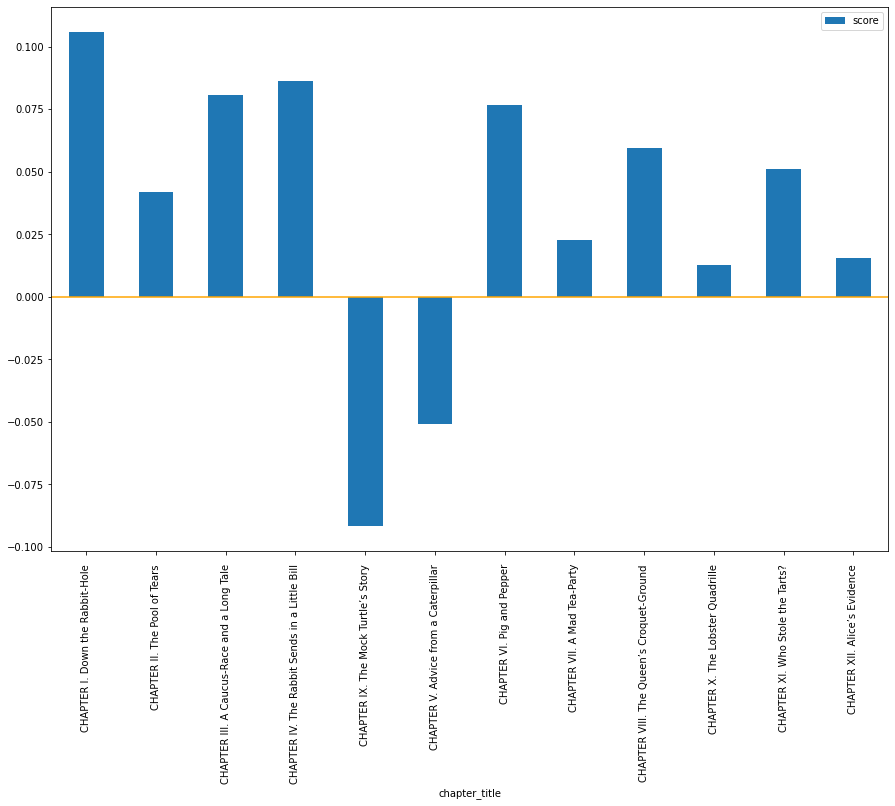 score
0.100
0.075
0.050
0.025
0.000
−0.025
−0.050
−0.075
−0.100
CHAPTER I. Down the Rabbit-Hole
CHAPTER II. The Pool of Tears
CHAPTER III. A Caucus-Race and a Long Tale
CHAPTER IV. The Rabbit Sends in a Little Bill
CHAPTER IX. The Mock Turtle’s Story
CHAPTER V. Advice from a Caterpillar
CHAPTER VI. Pig and Pepper
CHAPTER VII. A Mad Tea-Party
CHAPTER VIII. The Queen’s Croquet-Ground
CHAPTER X. The Lobster Quadrille
CHAPTER XI. Who Stole the Tarts?
CHAPTER XII. Alice’s Evidence
chapter_title